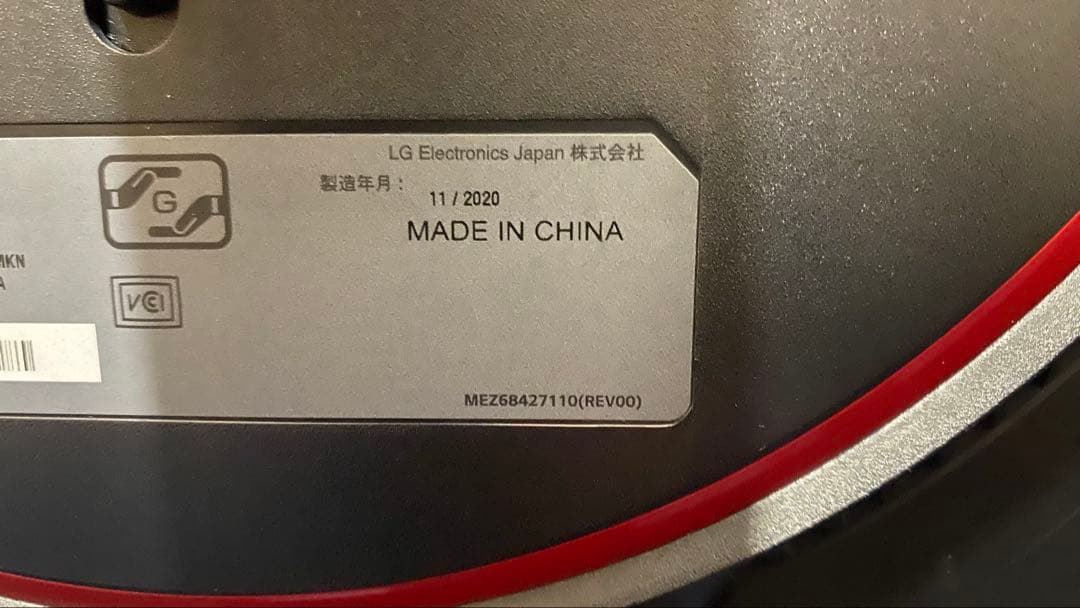 LG Electronics Japan 株式会社
製造年月:
11 / 2020
MADE IN CHINA
G
MKN
A
VCI
MEZ68427110(REV00)